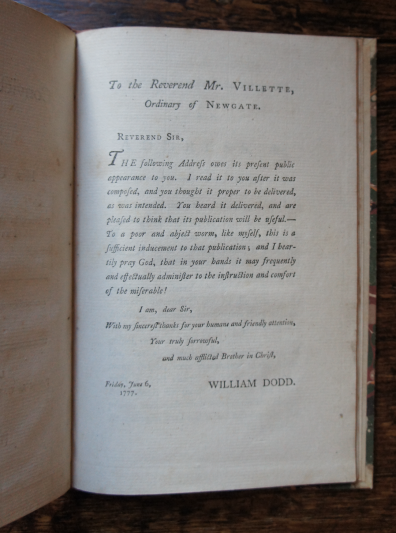 To the Reverend Mr. VILLETTE,
Ordinary of NEWGATE.
REVEREND SIR,
THE following Addreſs owes its preſent public
appearance to you. I read it to you after it was
compoſed, and you thought it proper to be delivered,
as was intended. You heard it delivered, and are
pleaſed to think that its publication will be uſeful.—
To a poor and abject worm, like myſelf, this is a
ſufficient inducement to that publication; and I hear-
tily pray God, that in your hands it may frequently
and effectually adminiſter to the inſtruction and comfort
of the miſerable!
I am, dear Sir,
With my ſincereſt thanks for your humane and friendly attention,
Your truly ſorrowful,
and much afflicted Brother in Chriſt,
Friday, June 6,
1777.
WILLIAM DODD.